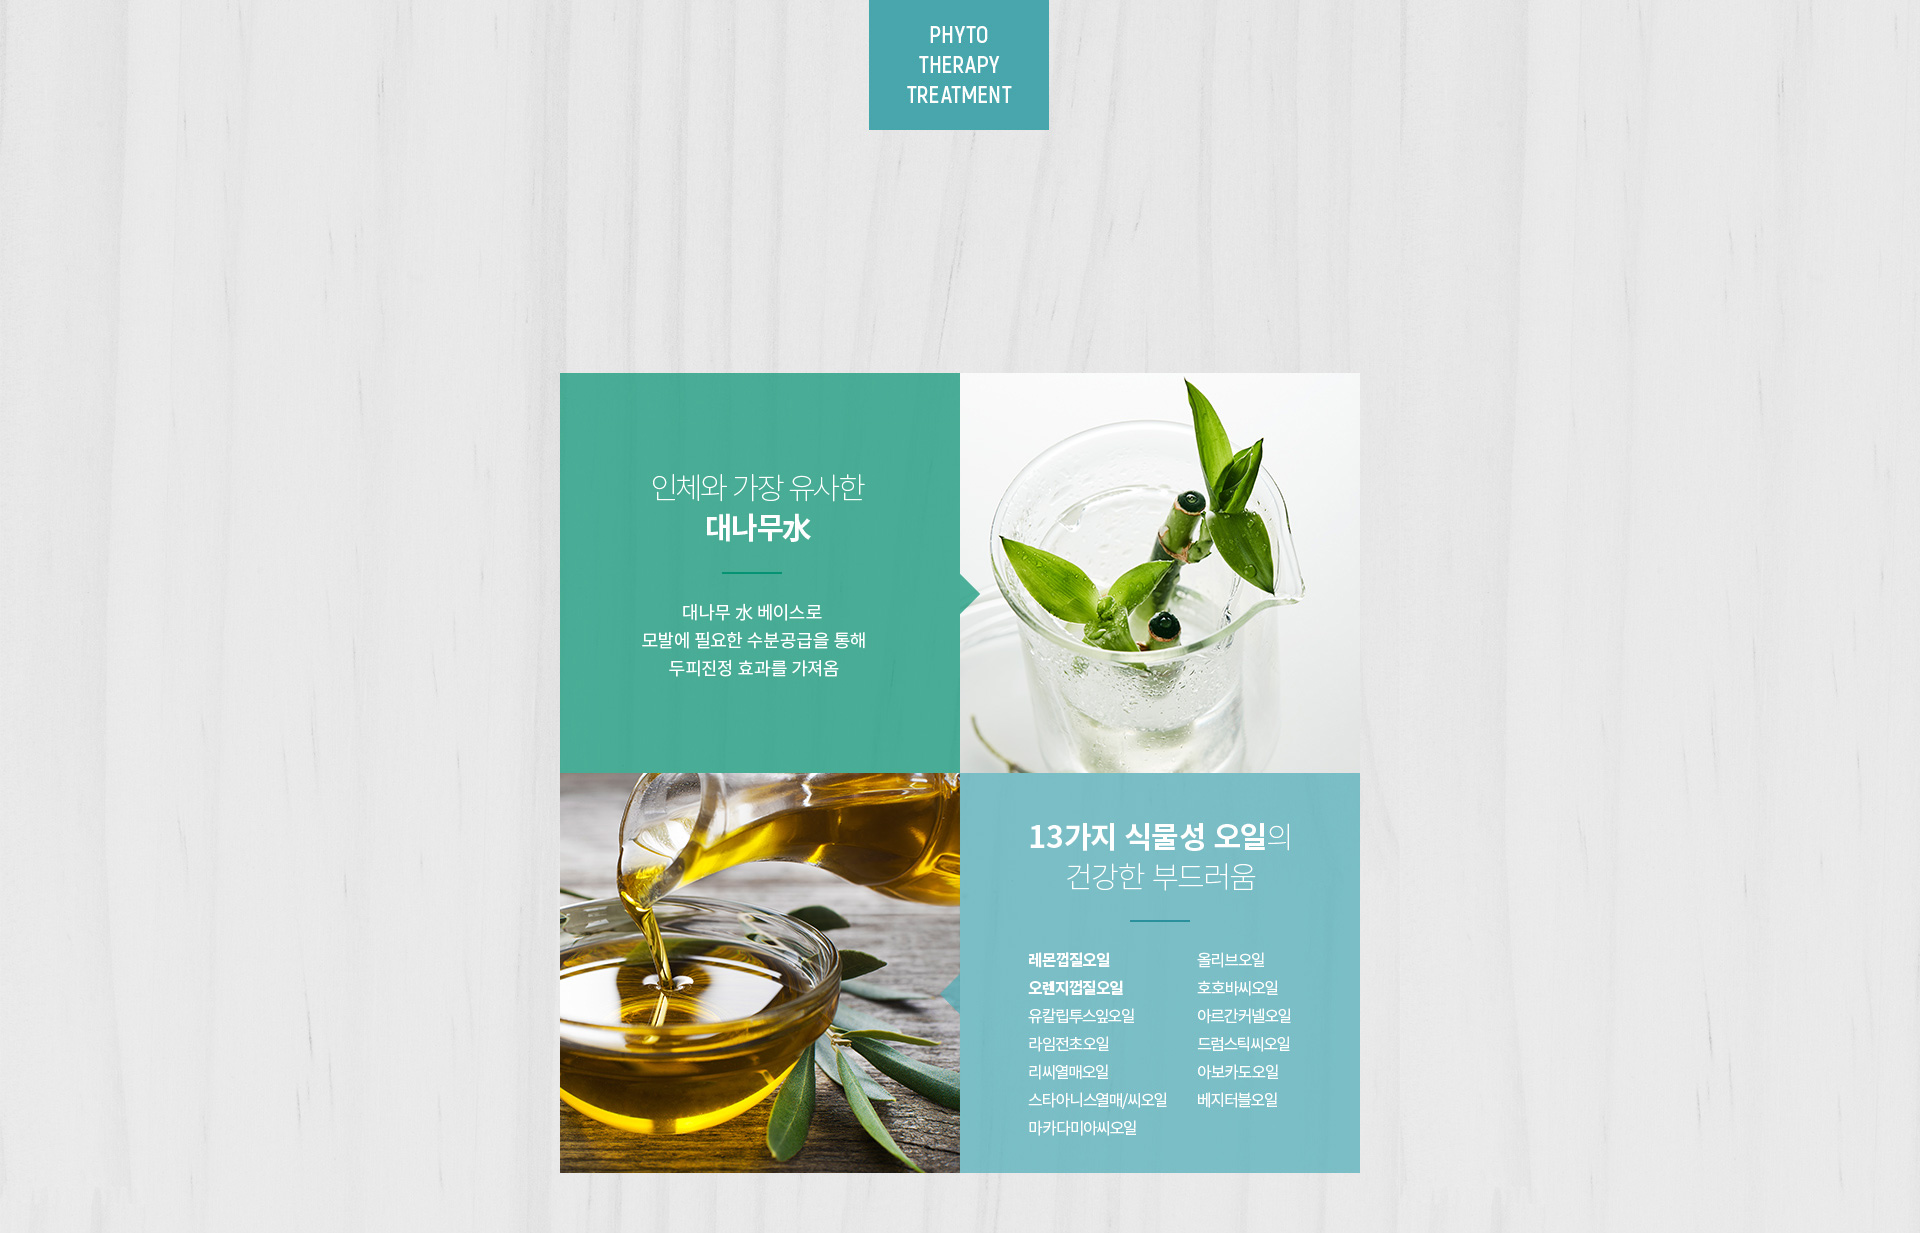 PHYTO
THERAPY
TREATMENT
인체와 가장 유사한
대나무水
대나무 水 베이스로
모발에 필요한 수분공급을 통해
두피진정 효과를 가져옴
13가지 식물성 오일의
건강한 부드러움
레몬껍질오일
오렌지껍질오일
유칼립투스잎오일
라임전초오일
리씨열매오일
스타아니스열매/씨오일
마카다미아씨오일
올리브오일
호호바씨오일
아르간커넬오일
드럼스틱씨오일
아보카도오일
베지터블오일